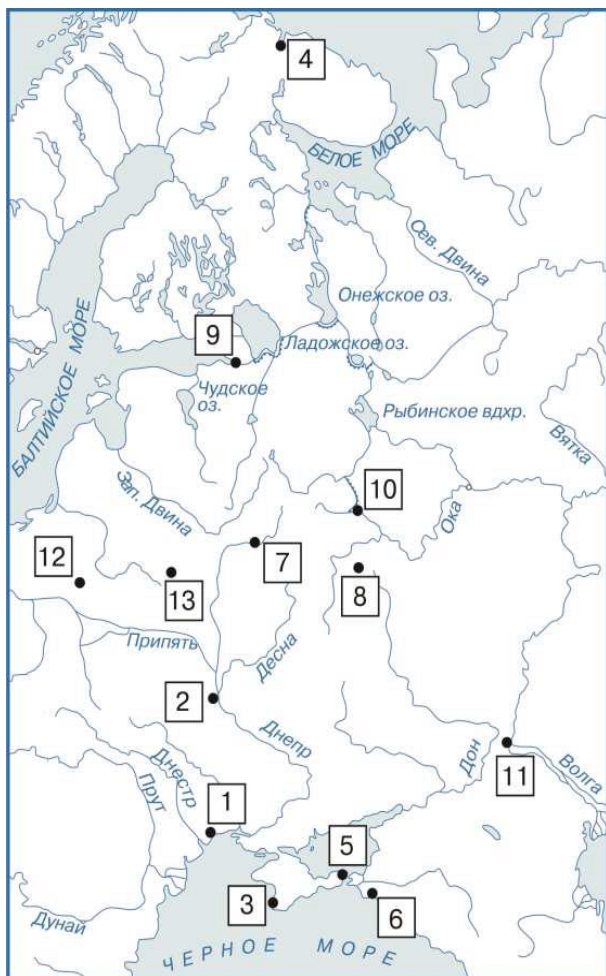 4
БЕЛОЕ МОРЕ
Сев. Двина
Онежское оз.
9
Ладожское оз.
БАЛТИЙСКОЕ МОРЕ
Чудское
оз.
Рыбинское вдхр.
Вятка
Зап. Двина
10
Ока
12
7
13
8
Припять
Десна
2
Днепр
Дон
11
Волга
Днестр
Прут
1
5
3
6
Дунай
ЧЕРНОЕ МОРЕ